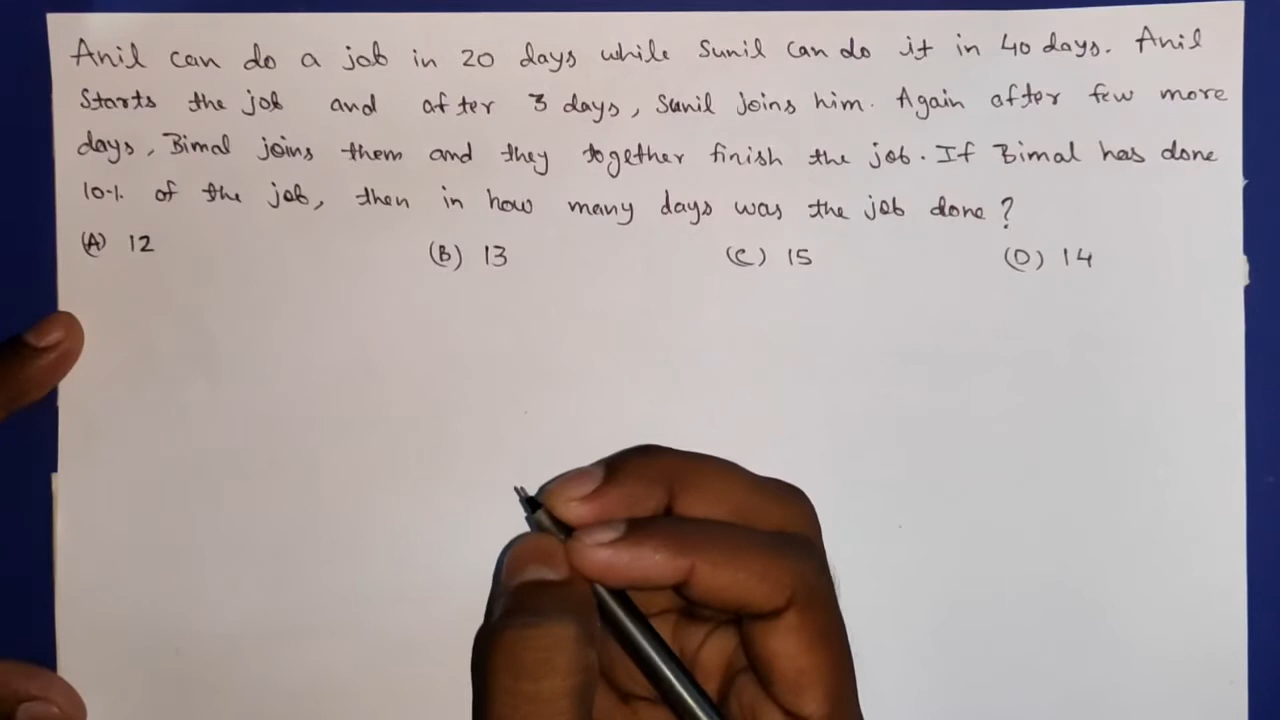 Anil can do a job in 20 days while Sunil can do it in 40 days. Anil
Starts the job and after 3 days, Sunil joins him. Again after few more
days, Bimal joins them and they together finish the job. If Bimal has done
10% of the job, then in how many days was the job done?
(A) 12 (B) 13 (C) 15 (D) 14